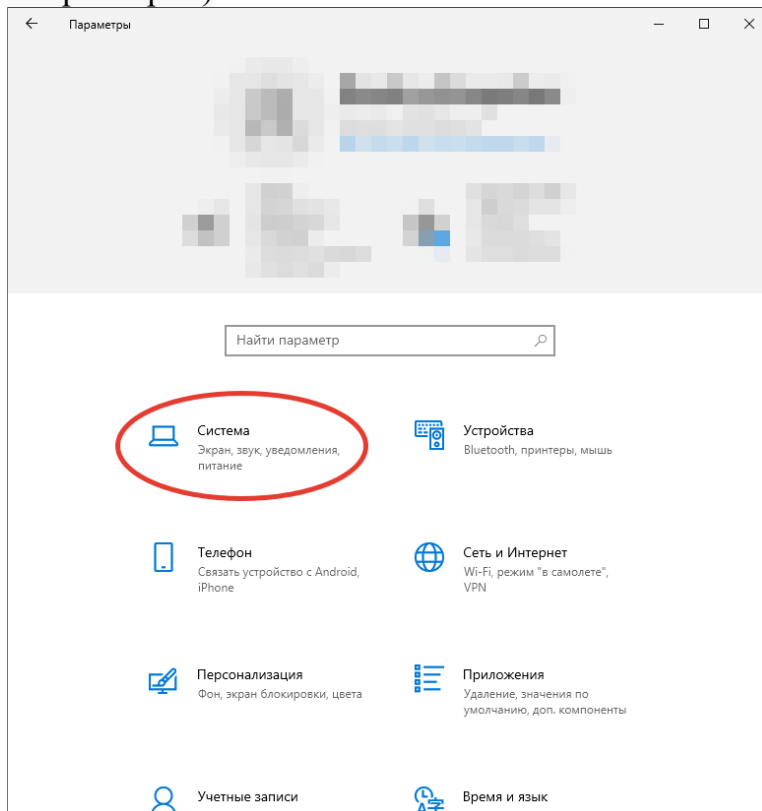 Параметры
Найти параметр
Система
Экран, звук, уведомления,
питание
Устройства
Bluetooth, принтеры, мышь
Телефон
Связать устройство с Android,
iPhone
Сеть и Интернет
Wi-Fi, режим "в самолете",
VPN
Персонализация
Фон, экран блокировки, цвета
Приложения
Удаление, значения по
умолчанию, доп. компоненты
Учетные записи
Время и язык